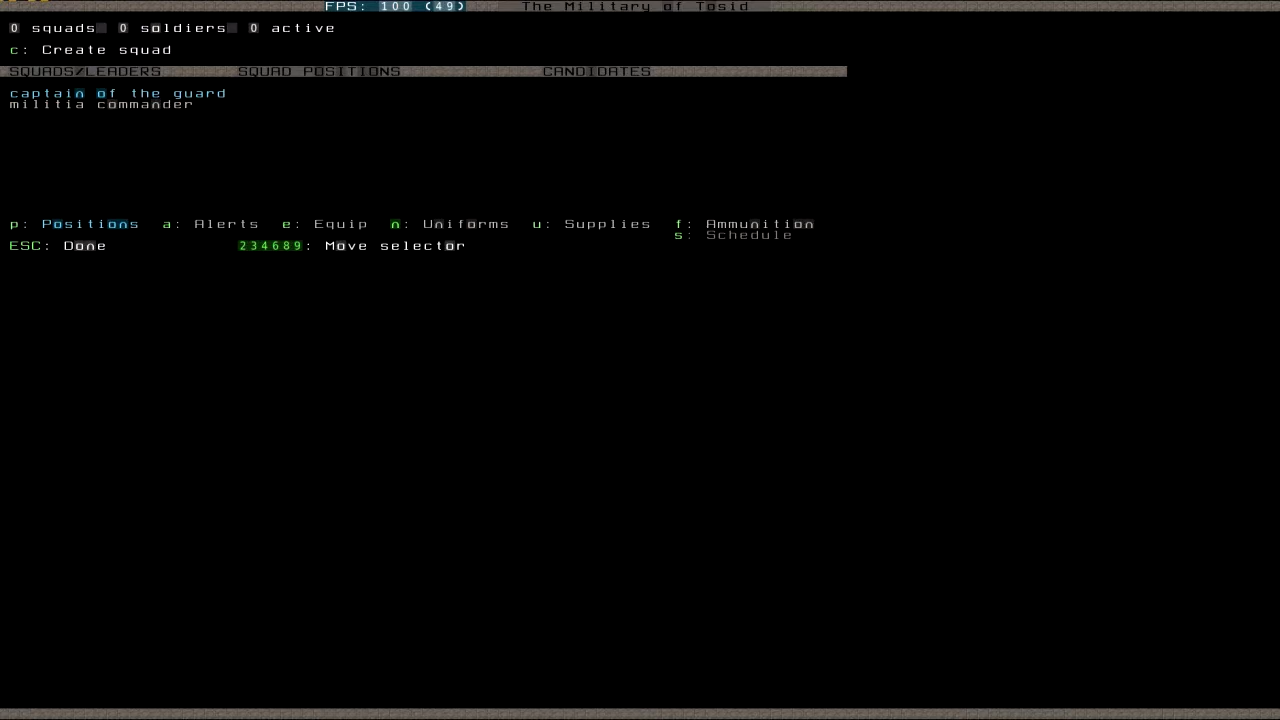 FPS: 100 (49) The Military of Tosid
0 squads 0 soldiers 0 active
c: Create squad
SQUADS/LEADERS SQUAD POSITIONS CANDIDATES
captain of the guard
militia commander
p: Positions a: Alerts e: Equip n: Uniforms u: Supplies f: Ammunition
s: Schedule
ESC: Done 234689: Move selector